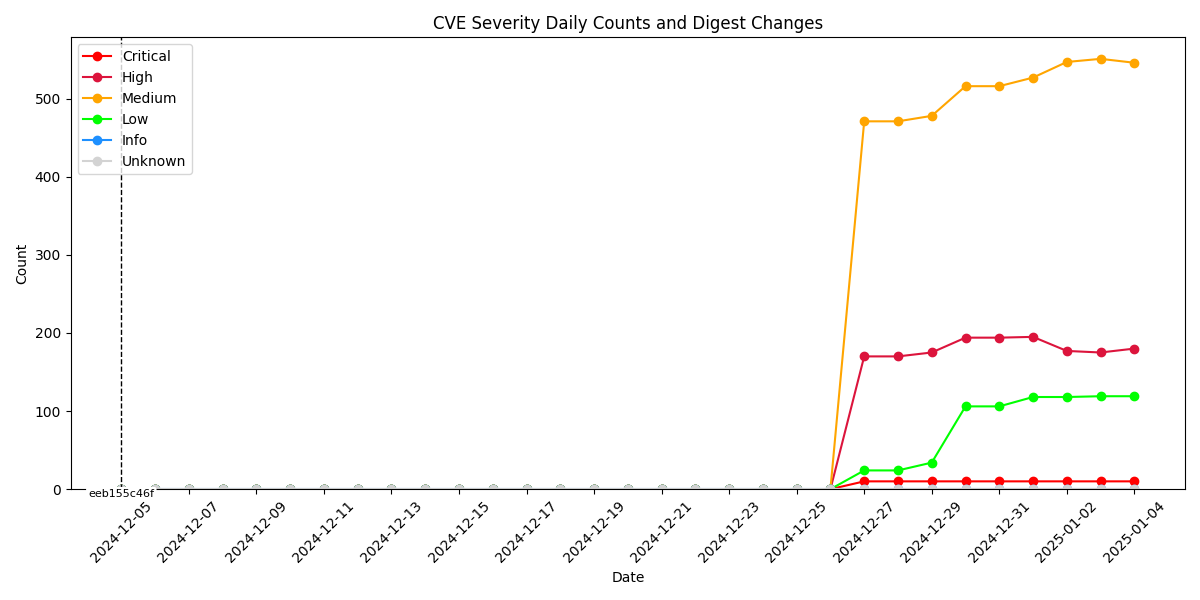 CVE Severity Daily Counts and Digest Changes
Critical
High
Medium
Low
Info
Unknown
Count
500
400
300
200
100
0
eeb155c46f
2024-12-05
2024-12-07
2024-12-09
2024-12-11
2024-12-13
2024-12-15
2024-12-17
2024-12-19
2024-12-21
2024-12-23
2024-12-25
2024-12-27
2024-12-29
2024-12-31
2025-01-02
2025-01-04
Date